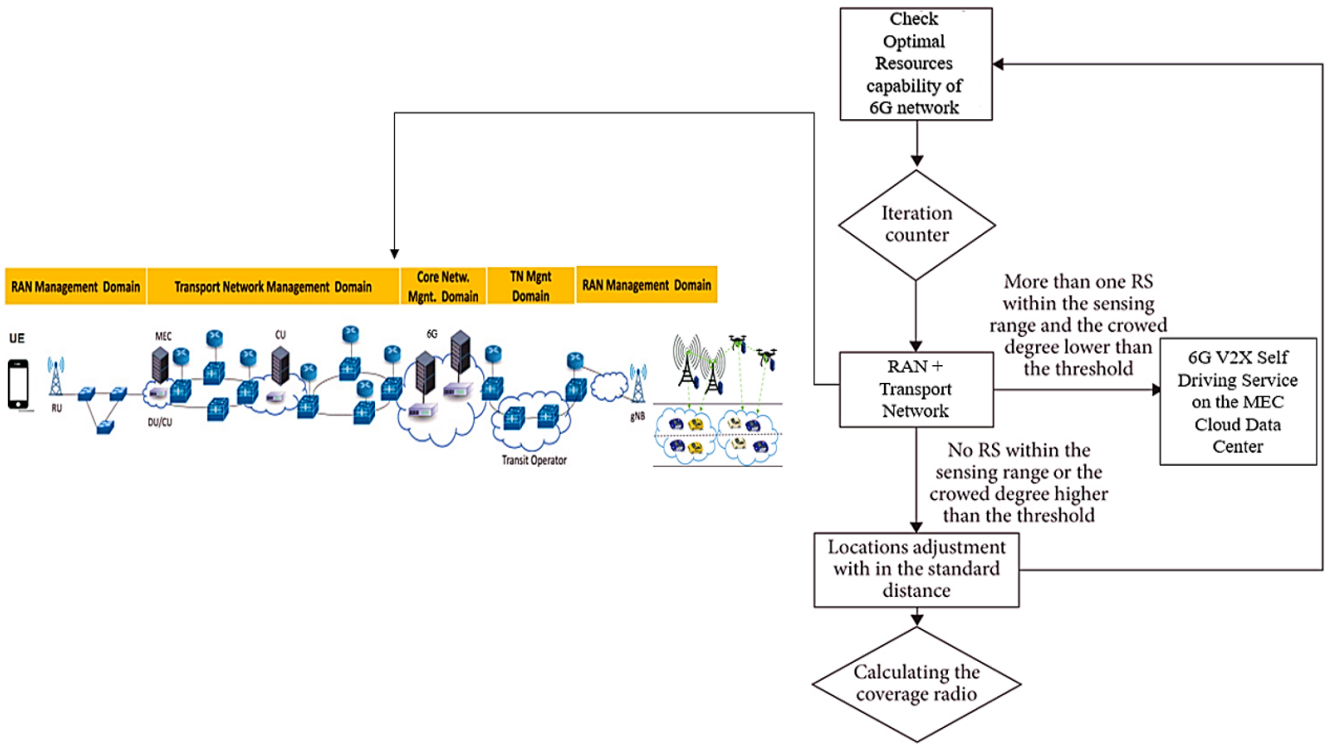 Check
Optimal
Resources
capability of
6G network
Iteration
counter
More than one RS
within the sensing
range and the crowed
degree lower than
the threshold
RAN +
Transport
Network
6G V2X Self
Driving Service
on the MEC
Cloud Data
Center
No RS within the
sensing range or the
crowed degree higher
than the threshold
Locations adjustment
with in the standard
distance
Calculating the
coverage radio
RAN Management Domain
Transport Network Management Domain
Core Netw.
Mgnt. Domain
TN Mgnt
Domain
RAN Management Domain
UE
RU
MEC
DU/CU
CU
6G
Transit Operator
gNB